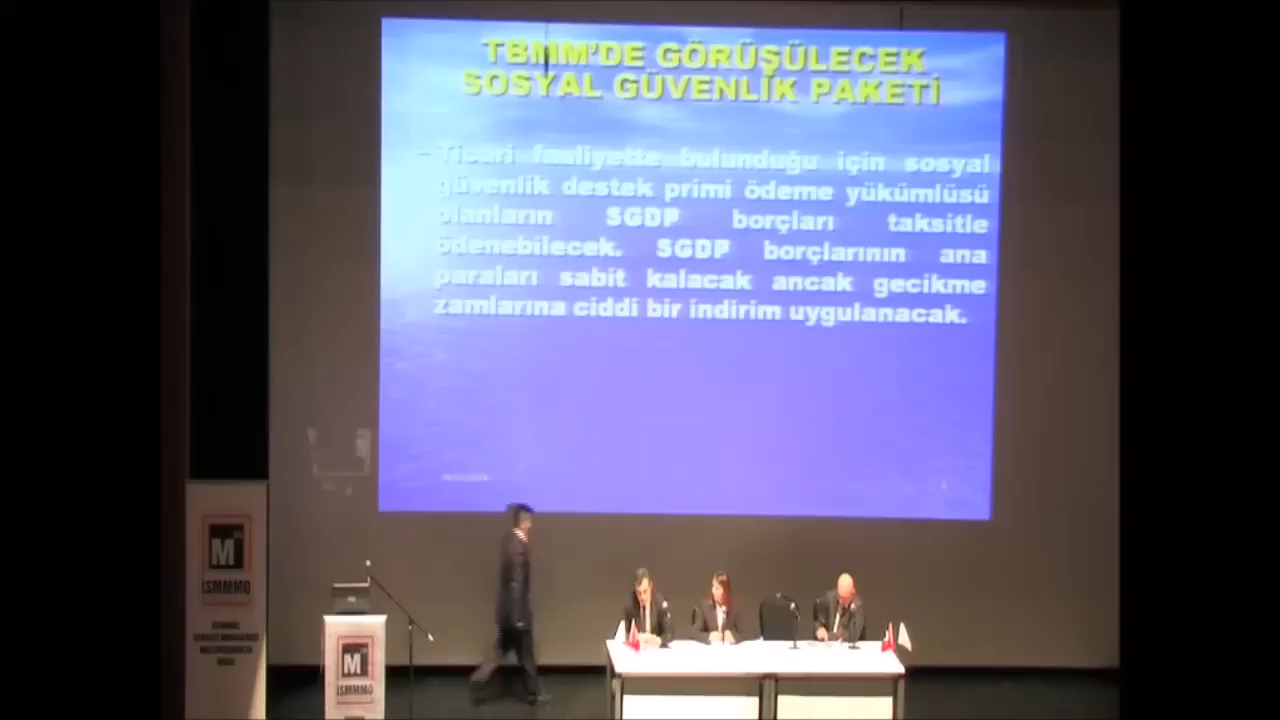 TBMM'DE GÖRÜŞÜLECEK
SOSYAL GÜVENLİK PAKETİ
– Ticari faaliyette bulunduğu için sosyal
güvenlik destek primi ödeme yükümlüsü
olanların SGDP borçları taksitle
ödenebilecek. SGDP borçlarının ana
paraları sabit kalacak ancak gecikme
zamlarına ciddi bir indirim uygulanacak.
M
İSMMMO
İSTANBUL
M
İSMMMO